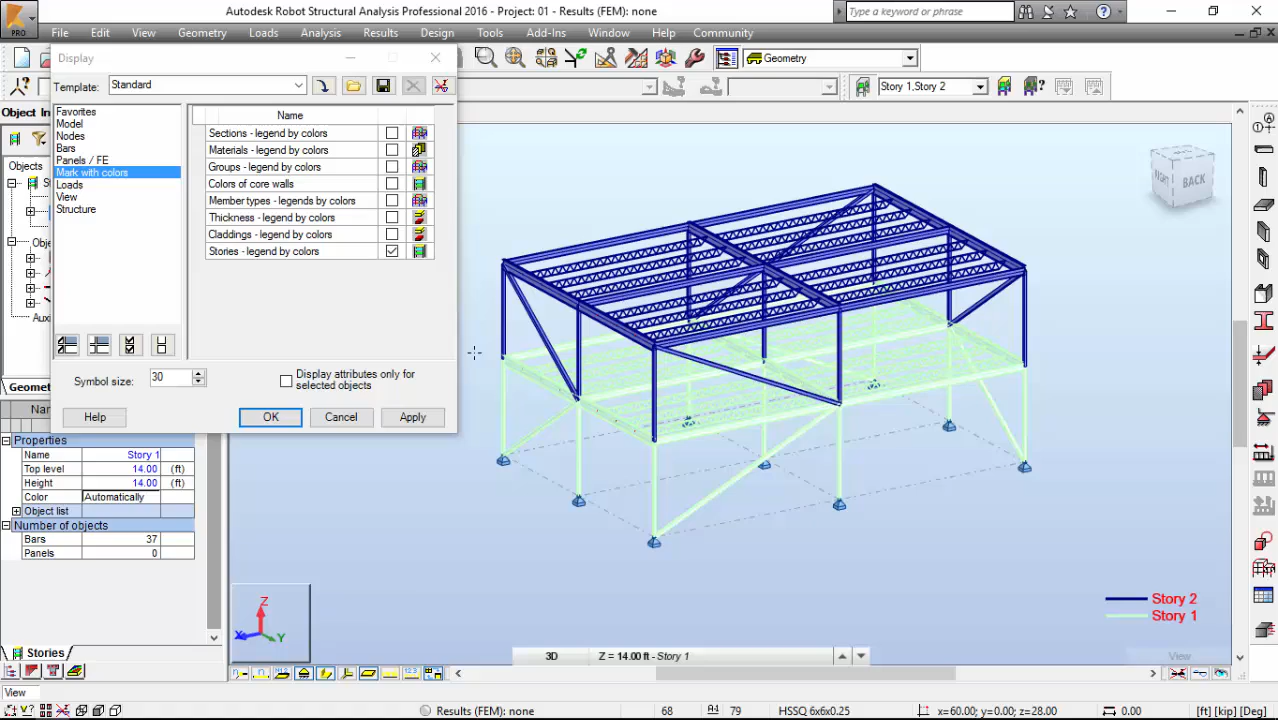 Autodesk Robot Structural Analysis Professional 2016 - Project: 01 - Results (FEM): none
Type a keyword or phrase
PRO
File Edit View Geometry Loads Analysis Results Design Tools Add-Ins Window Help Community
Display
Geometry
Template: Standard
Story 1.Story 2
Object In
Name
Favorites
Model
Nodes
Bars
Panels / FE
Mark with colors
Loads
View
Structure
Sections - legend by colors
Materials - legend by colors
Groups - legend by colors
Colors of core walls
Member types - legends by colors
Thickness - legend by colors
Claddings - legend by colors
Stories - legend by colors
Objects
Obje
Aux
RIGHT BACK
Symbol size: 30
Display attributes only for
selected objects
Geomet
Help OK Cancel Apply
Nam
Properties
Name Story 1
Top level 14.00 (ft)
Height 14.00 (ft)
Color Automatically
Object list
Number of objects
Bars 37
Panels 0
Z
X
Y
Story 2
Story 1
Stories
3D Z = 14.00 ft - Story 1
View
View
Results (FEM): none 68 79 HSSQ 6x6x0.25 x=60.00; y=0.00; z=28.00 0.00 [ft] [kip] [Deg]